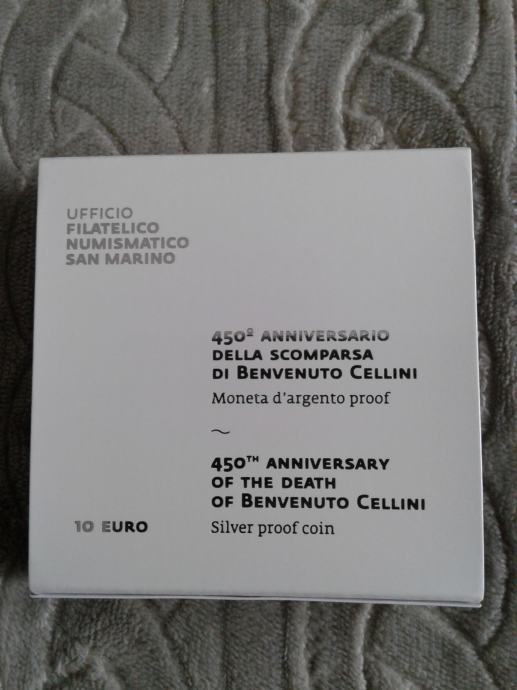 UFFICIO
FILATELICO
NUMISMATICO
SAN MARINO
450º ANNIVERSARIO
DELLA SCOMPARSA
DI BENVENUTO CELLINI
Moneta d'argento proof
~
450TH ANNIVERSARY
OF THE DEATH
OF BENVENUTO CELLINI
Silver proof coin
10 EURO